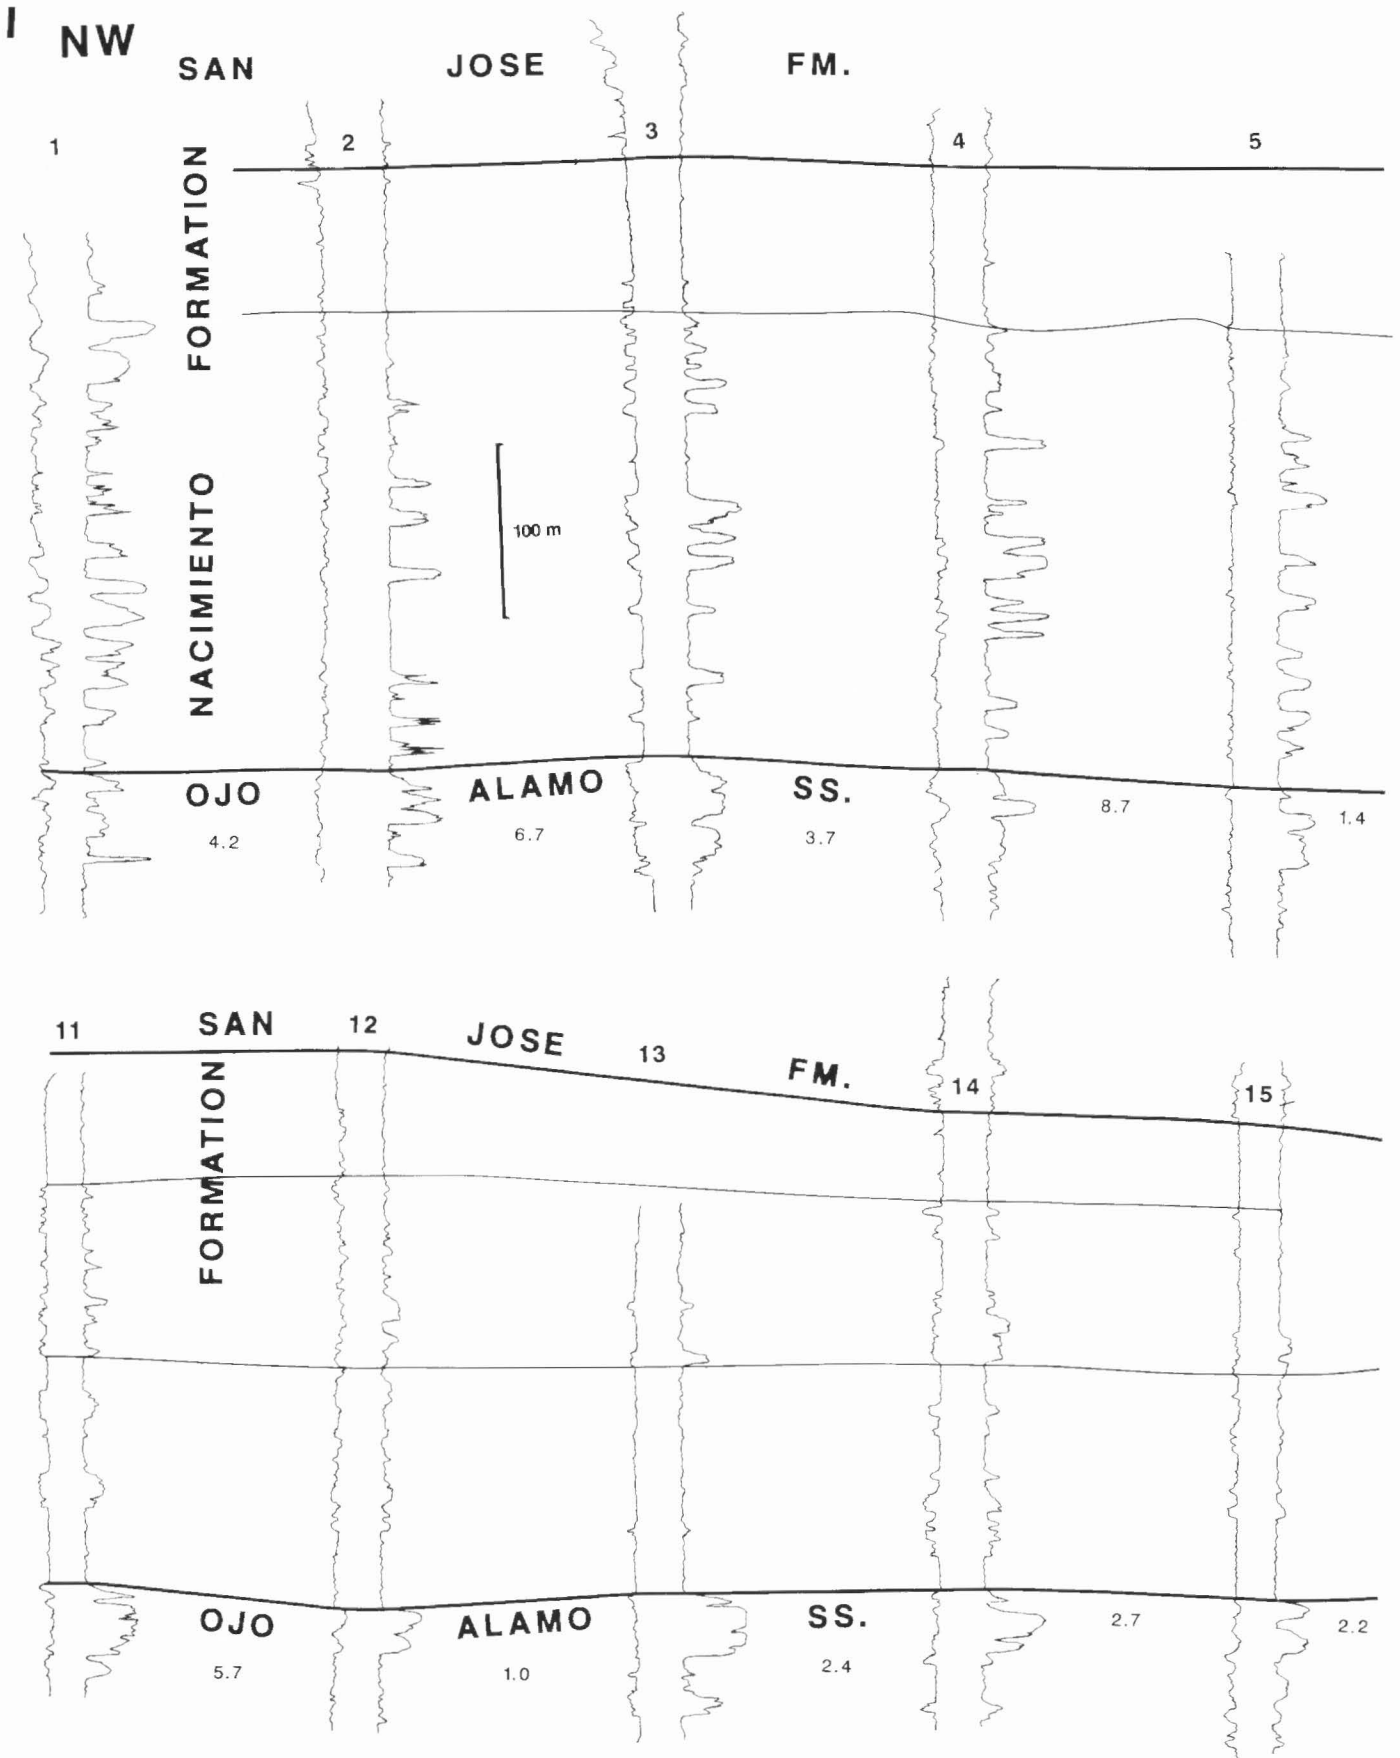 I NW
SAN JOSE FM.
1 2 3 4 5
FORMATION
NACIMIENTO
100 m
OJO ALAMO SS.
4.2 6.7 3.7 8.7 1.4
11 SAN 12 JOSE 13 FM. 14 15
FORMATION
OJO ALAMO SS.
5.7 1.0 2.4 2.7 2.2